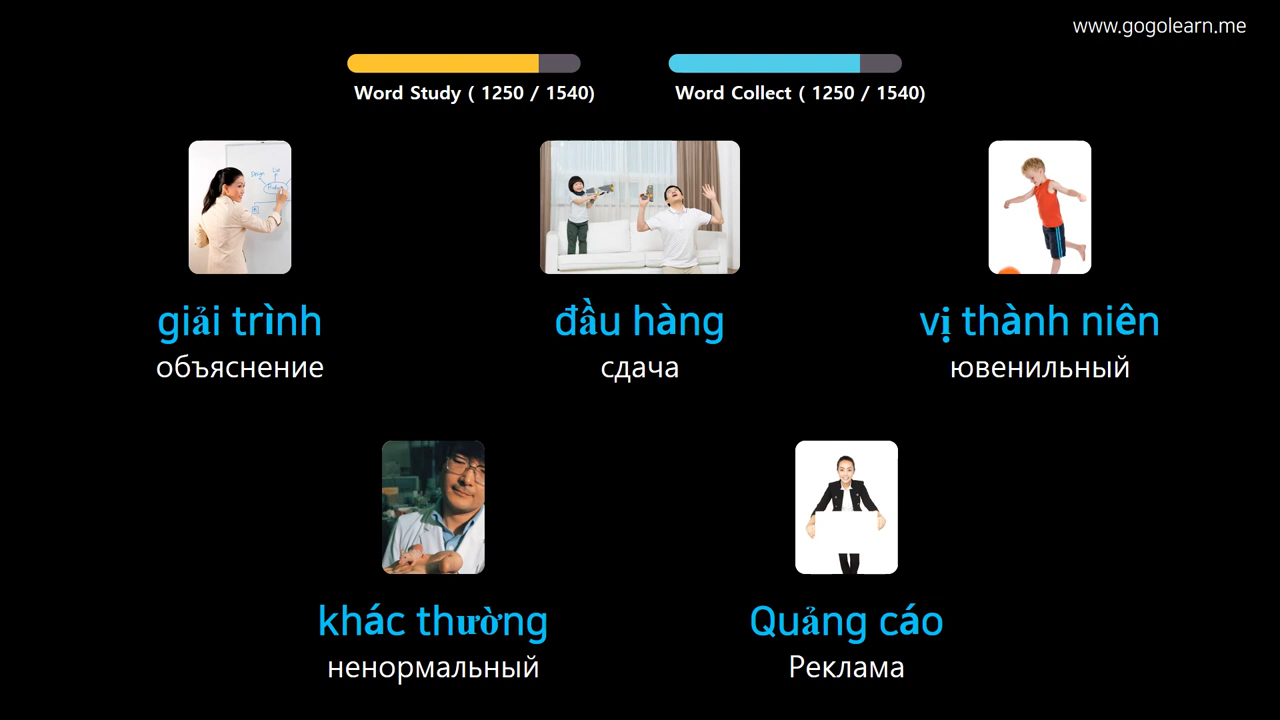 www.gogolearn.me
Word Study ( 1250 / 1540)
Word Collect ( 1250 / 1540)
giải trình
объяснение
đầu hàng
сдача
vị thành niên
ювенильный
khác thường
ненормальный
Quảng cáo
Реклама